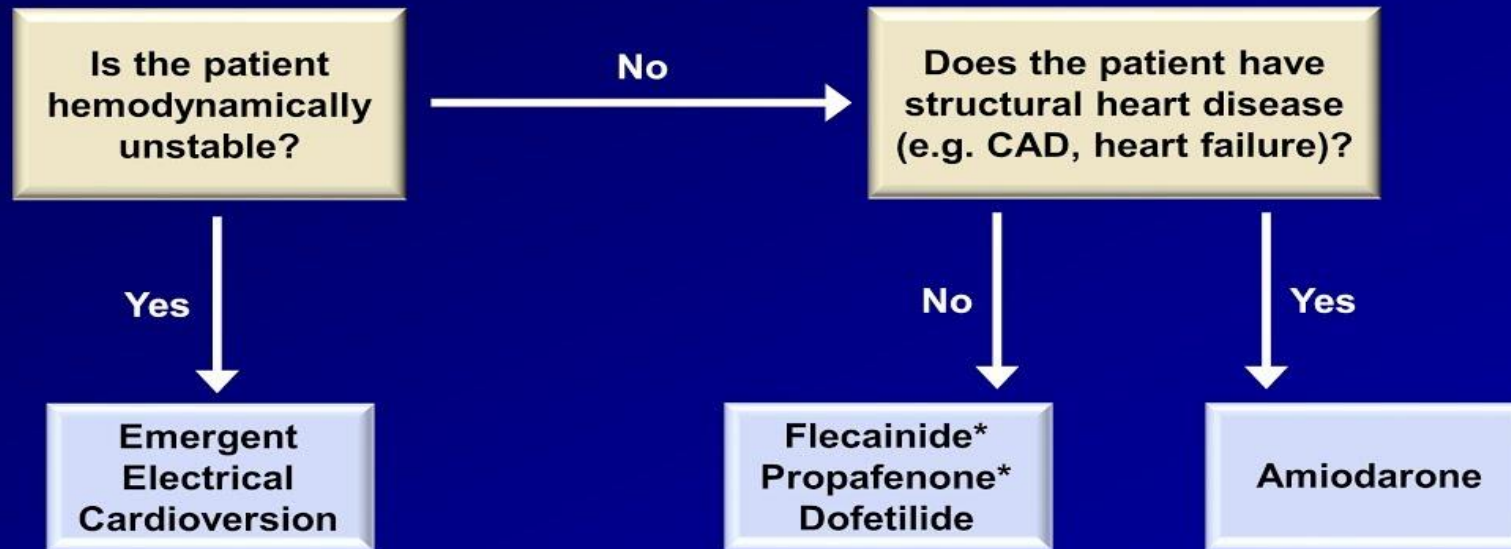 Is the patient
hemodynamically
unstable?
No
Does the patient have
structural heart disease
(e.g. CAD, heart failure)?
Yes
No
Yes
Emergent
Electrical
Cardioversion
Flecainide*
Propafenone*
Dofetilide
Amiodarone